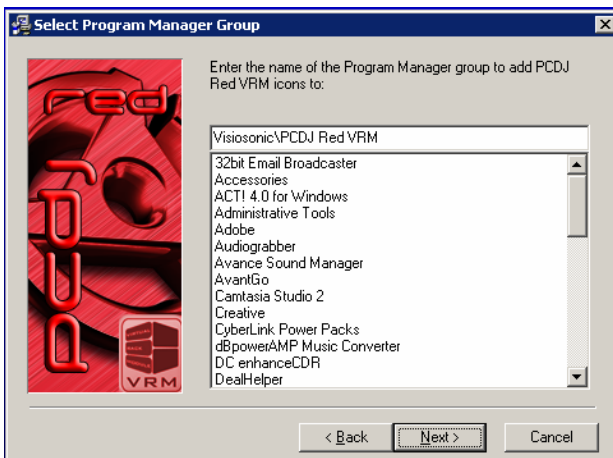 Select Program Manager Group
Enter the name of the Program Manager group to add PCDJ
Red VRM icons to:
Visiosonic\PCDJ Red VRM
32bit Email Broadcaster
Accessories
ACT! 4.0 for Windows
Administrative Tools
Adobe
Audiograbber
Avance Sound Manager
AvantGo
Camtasia Studio 2
Creative
CyberLink Power Packs
dBpowerAMP Music Converter
DC enhanceCDR
DealHelper
red
pcdj
VRM
< Back
Next >
Cancel